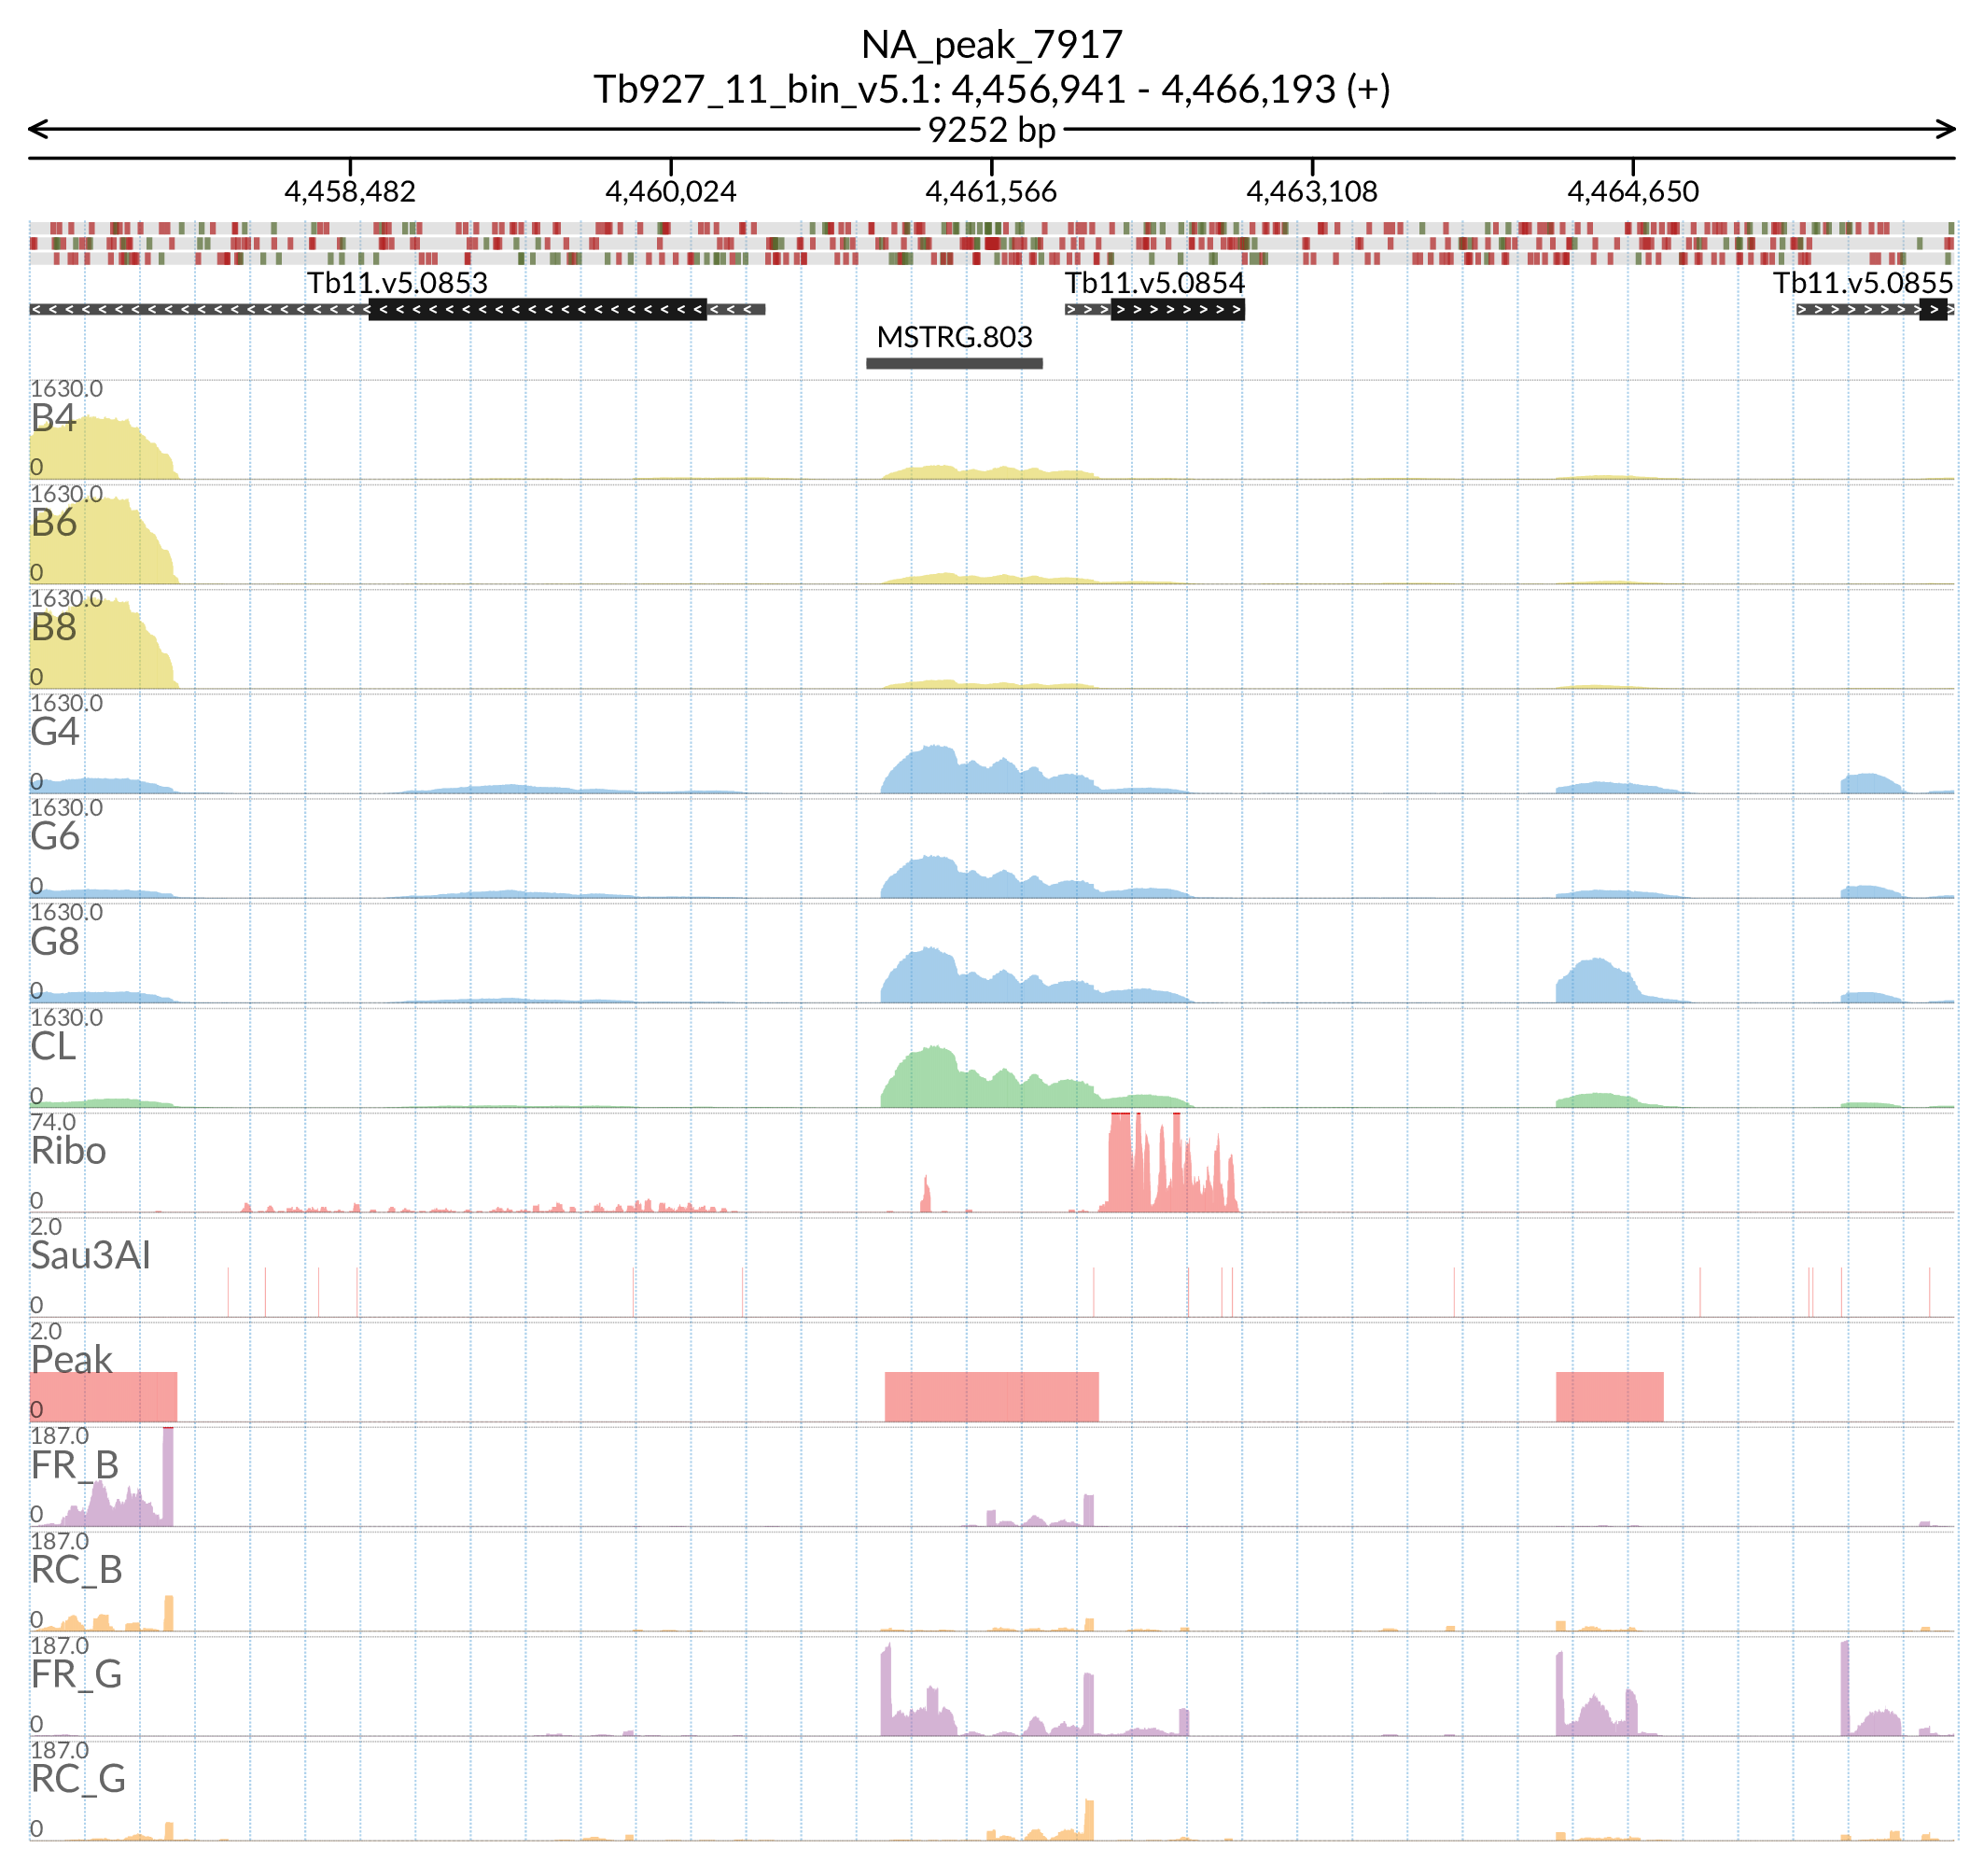 NA_peak_7917
Tb927_11_bin_v5.1: 4,456,941 - 4,466,193 (+)
9252 bp
4,458,482 4,460,024 4,461,566 4,463,108 4,464,650
Tb11.v5.0853 Tb11.v5.0854 Tb11.v5.0855
MSTRG.803
1630.0
B4
0
1630.0
B6
0
1630.0
B8
0
1630.0
G4
0
1630.0
G6
0
1630.0
G8
0
1630.0
CL
0
74.0
Ribo
0
2.0
Sau3AI
0
2.0
Peak
0
187.0
FR_B
0
187.0
RC_B
0
187.0
FR_G
0
187.0
RC_G
0